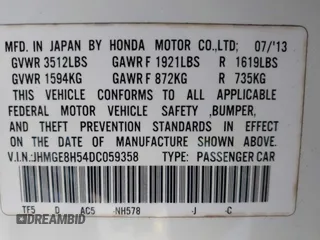 MFD. IN JAPAN BY HONDA MOTOR CO.,LTD. 07/'13
GVWR 3512LBS GAWR F 1921LBS R 1619LBS
GVWR 1594KG GAWR F 872KG R 735KG
THIS VEHICLE CONFORMS TO ALL APPLICABLE
FEDERAL MOTOR VEHICLE SAFETY ,BUMPER,
AND THEFT PREVENTION STANDARDS IN EFFECT
ON THE DATE OF MANUFACTURE SHOWN ABOVE.
V.I.N.:JHMGE8H54DC059358 TYPE: PASSENGER CAR
TF5 D AC5 NH578 J C
DEALERSHIP